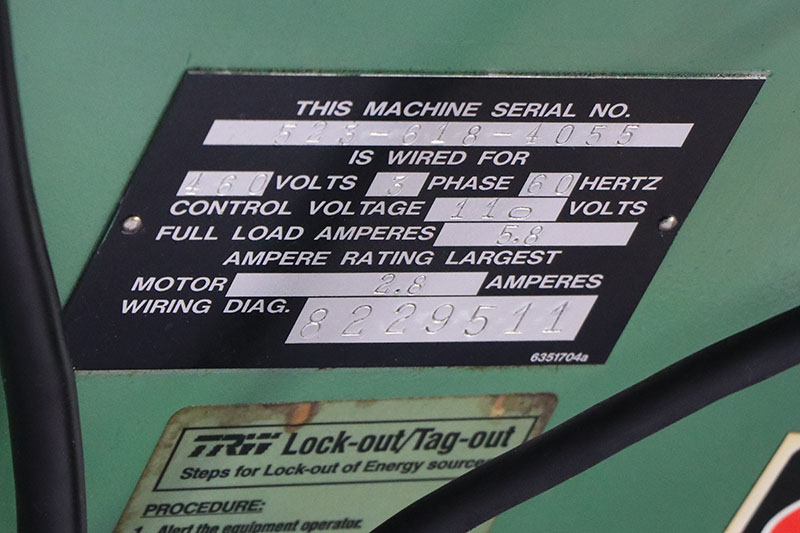 THIS MACHINE SERIAL NO.
523-618-4055
IS WIRED FOR
460 VOLTS 3 PHASE 60 HERTZ
CONTROL VOLTAGE 110 VOLTS
FULL LOAD AMPERES 5.8
AMPERE RATING LARGEST
MOTOR 2.8 AMPERES
WIRING DIAG. 8229511
6351704a
TRW Lock-out/Tag-out
Steps for Lock-out of Energy source
PROCEDURE:
1. Alert the equipment operator.